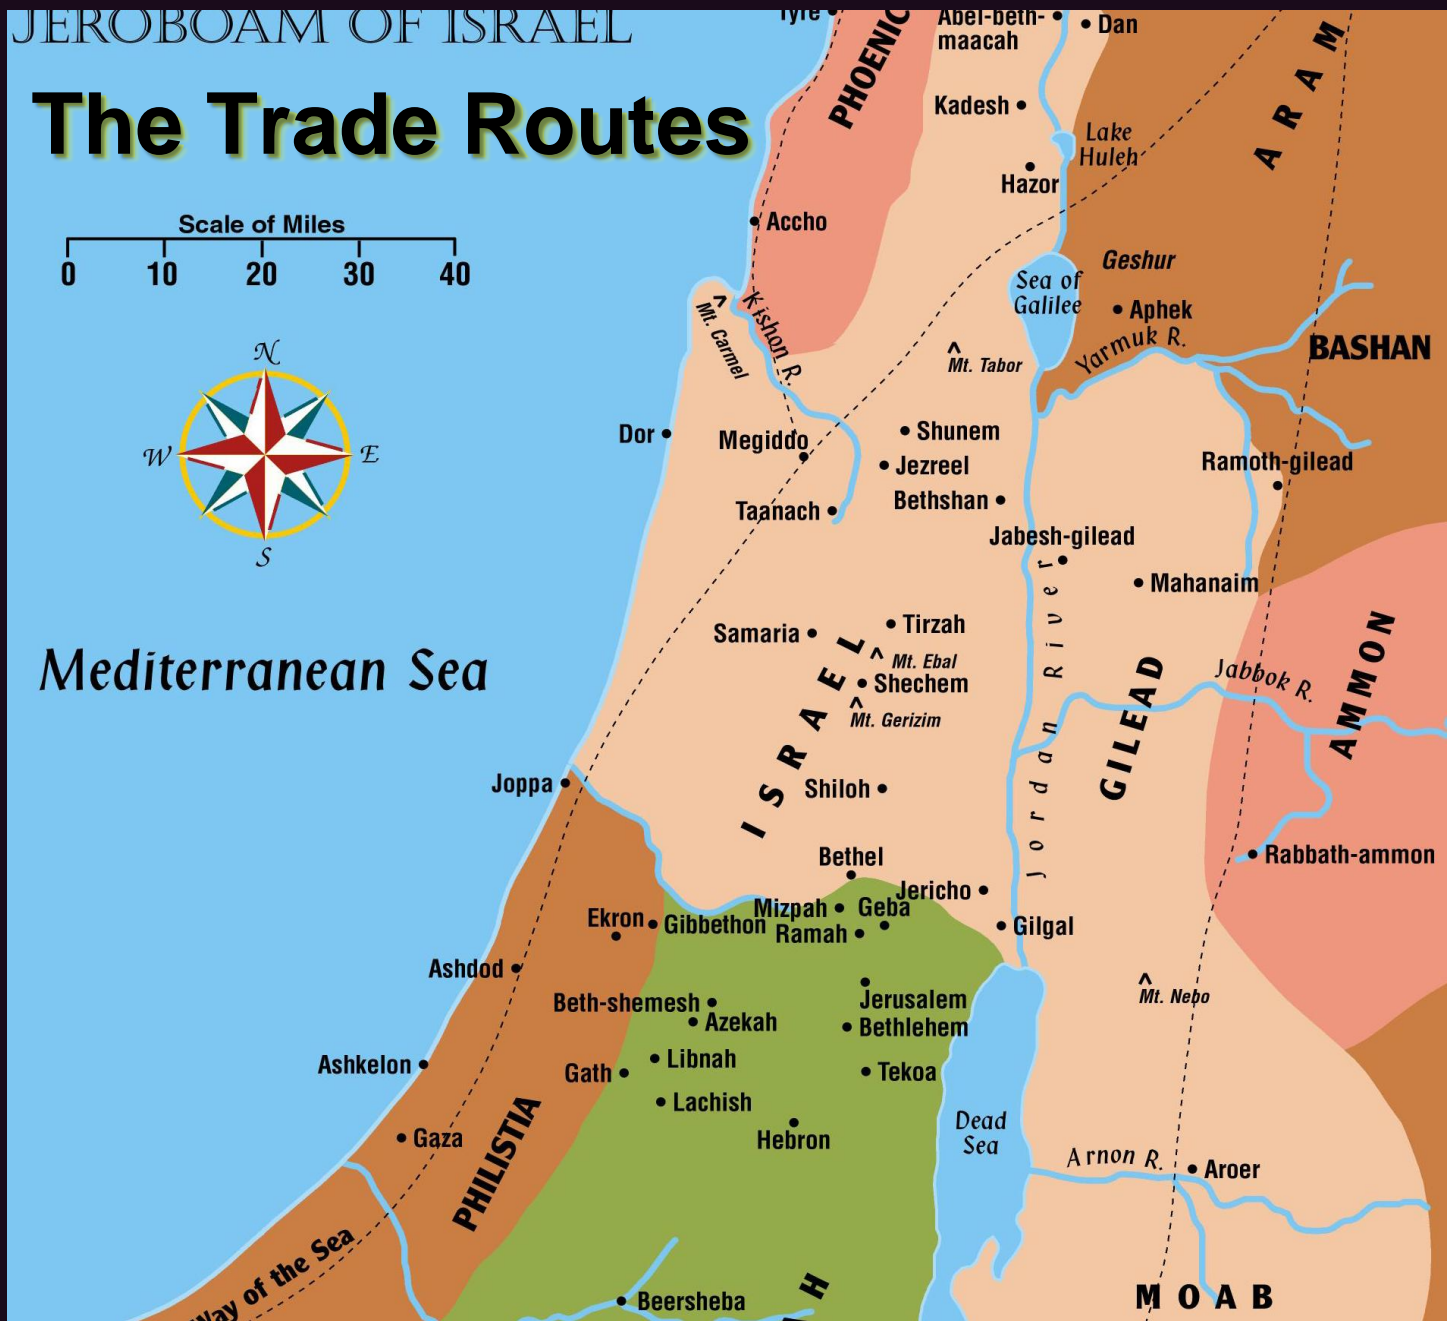 JEROBOAM OF ISRAEL
The Trade Routes
Scale of Miles
0 10 20 30 40
N
W E
S
Mediterranean Sea
Tyre
PHOENIC
Abel-beth-
maacah
Dan
ARAM
Kadesh
Lake
Huleh
Hazor
Accho
Geshur
Sea of
Galilee
Aphek
Kishon R.
Mt. Carmel
Mt. Tabor
Yarmuk R.
BASHAN
Dor
Megiddo
Shunem
Jezreel
Ramoth-gilead
Taanach
Bethshan
Jabesh-gilead
Mahanaim
Jordan River
Samaria
Tirzah
Mt. Ebal
Shechem
Mt. Gerizim
ISRAEL
GILEAD
Jabbok R.
AMMON
Joppa
Shiloh
Bethel
Rabbath-ammon
Jericho
Mizpah
Geba
Ekron
Gibbethon
Ramah
Gilgal
Ashdod
Jerusalem
Mt. Nebo
Beth-shemesh
Azekah
Bethlehem
Ashkelon
Libnah
Gath
Tekoa
Lachish
Dead
Sea
Gaza
Hebron
PHILISTIA
Arnon R.
Aroer
Way of the Sea
Beersheba
AH
MOAB